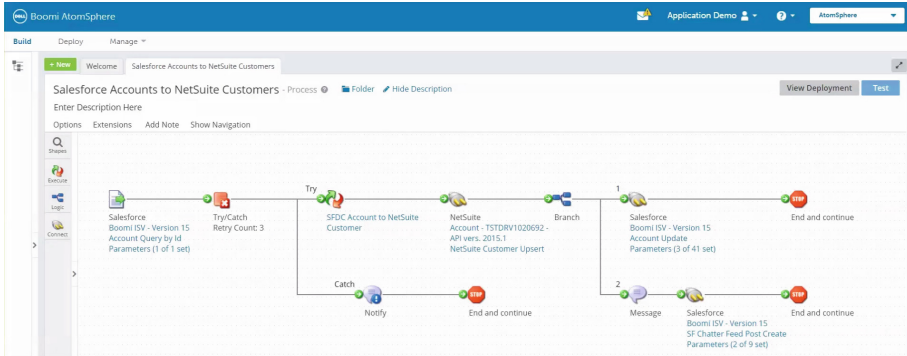 DELL Boomi AtomSphere
Application Demo
?
AtomSphere
Build Deploy Manage
+ New Welcome Salesforce Accounts to NetSuite Customers
Salesforce Accounts to NetSuite Customers - Process ? Folder Hide Description
View Deployment Test
Enter Description Here
Options Extensions Add Note Show Navigation
Shapes
Execute
Logic
Connect
Salesforce
Boomi ISV - Version 15
Account Query by Id
Parameters (1 of 1 set)
Try/Catch
Retry Count: 3
Try
SFDC Account to NetSuite
Customer
NetSuite
Account - TSTDRV1020692 -
API vers. 2015.1
NetSuite Customer Upsert
Branch
1
Salesforce
Boomi ISV - Version 15
Account Update
Parameters (3 of 41 set)
STOP
End and continue
Catch
Notify
STOP
End and continue
2
Message
Salesforce
Boomi ISV - Version 15
SF Chatter Feed Post Create
Parameters (2 of 9 set)
STOP
End and continue